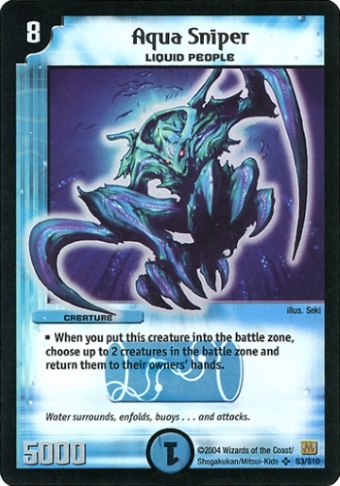 8
Aqua Sniper
LIQUID PEOPLE
illus. Seki
CREATURE
■ When you put this creature into the battle zone,
choose up to 2 creatures in the battle zone and
return them to their owners' hands.
Water surrounds, enfolds, buoys . . . and attacks.
5000
1
©2004 Wizards of the Coast/
Shogakukan/Mitsui-Kids S3/S10